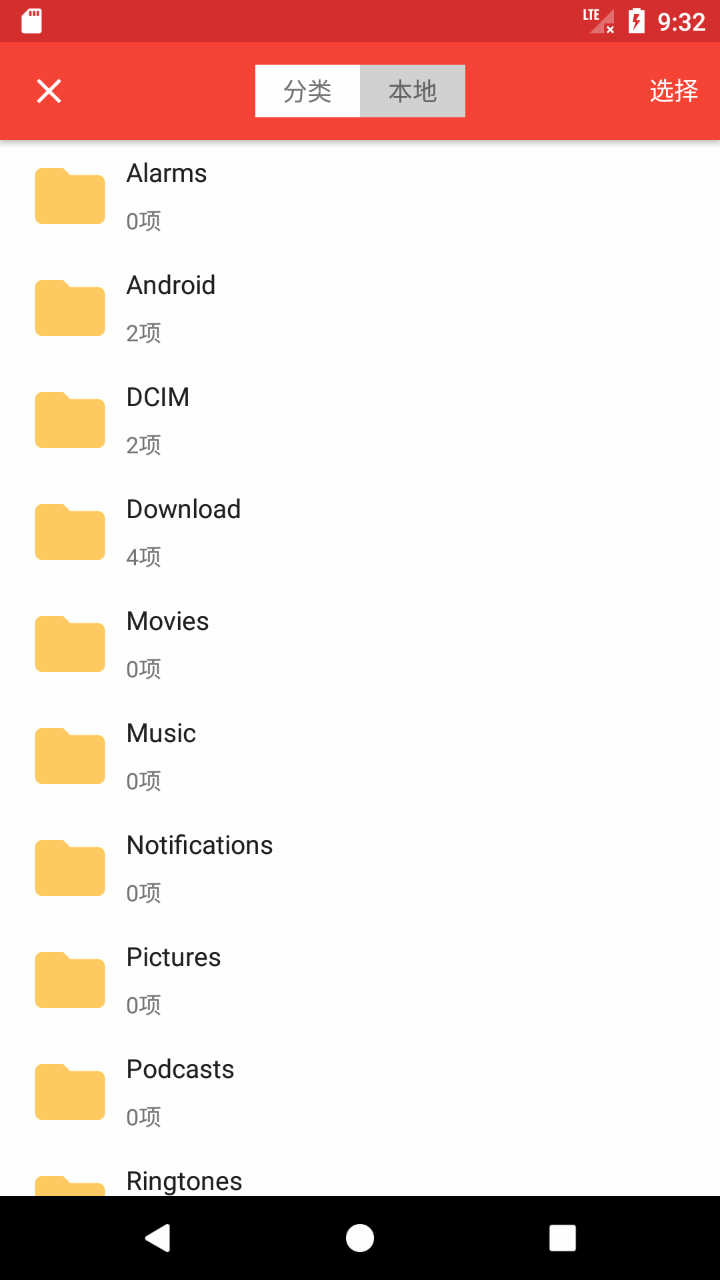 LTE 9:32
分类 本地 选择
Alarms
0项
Android
2项
DCIM
2项
Download
4项
Movies
0项
Music
0项
Notifications
0项
Pictures
0项
Podcasts
0项
Ringtones